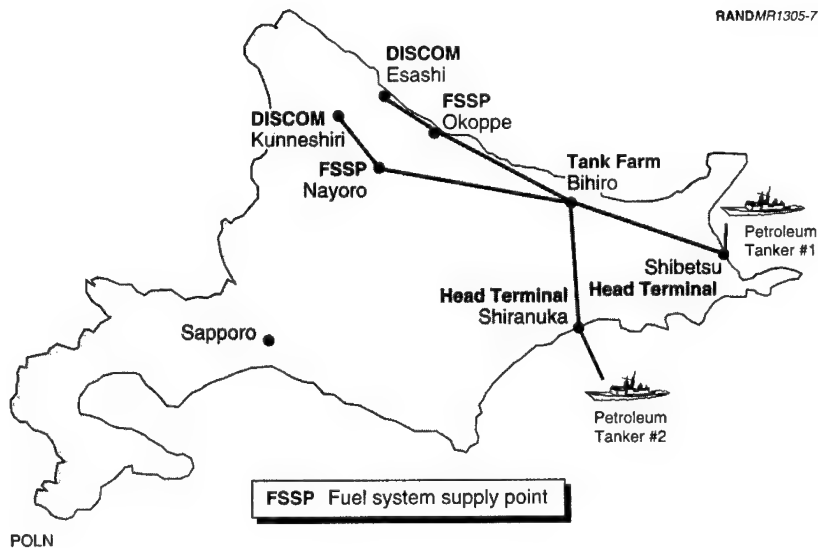 RANDMR1305-7
DISCOM
Esashi
FSSP
Okoppe
DISCOM
Kunneshiri
FSSP
Nayoro
Tank Farm
Bihiro
Petroleum
Tanker #1
Shibetsu
Head Terminal
Head Terminal
Shiranuka
Sapporo
Petroleum
Tanker #2
FSSP Fuel system supply point
POLN